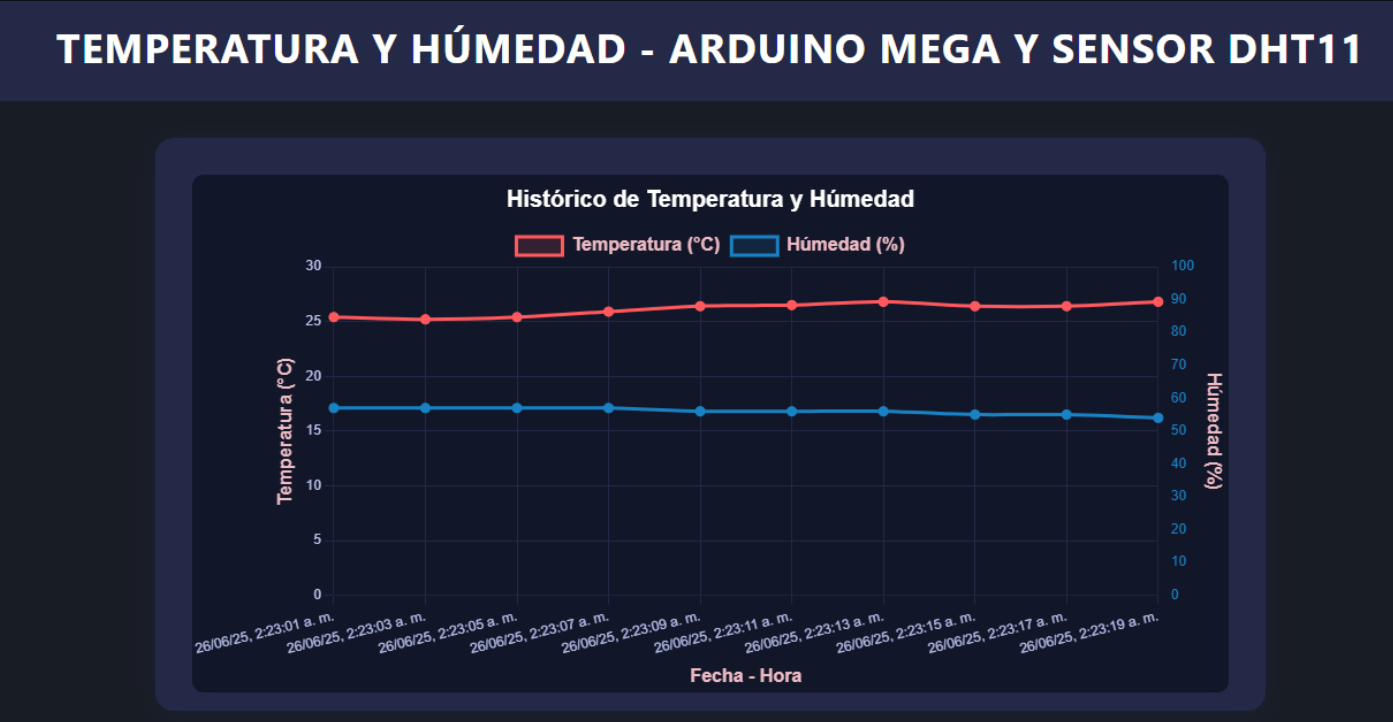 TEMPERATURA Y HÚMEDAD - ARDUINO MEGA Y SENSOR DHT11
Histórico de Temperatura y Húmedad
Temperatura (°C) Húmedad (%)
30
25
20
15
10
5
0
Temperatura (°C)
100
90
80
70
60
50
40
30
20
10
0
Húmedad (%)
26/06/25, 2:23:01 a. m.
26/06/25, 2:23:03 a. m.
26/06/25, 2:23:05 a. m.
26/06/25, 2:23:07 a. m.
26/06/25, 2:23:09 a. m.
26/06/25, 2:23:11 a. m.
26/06/25, 2:23:13 a. m.
26/06/25, 2:23:15 a. m.
26/06/25, 2:23:17 a. m.
26/06/25, 2:23:19 a. m.
Fecha - Hora